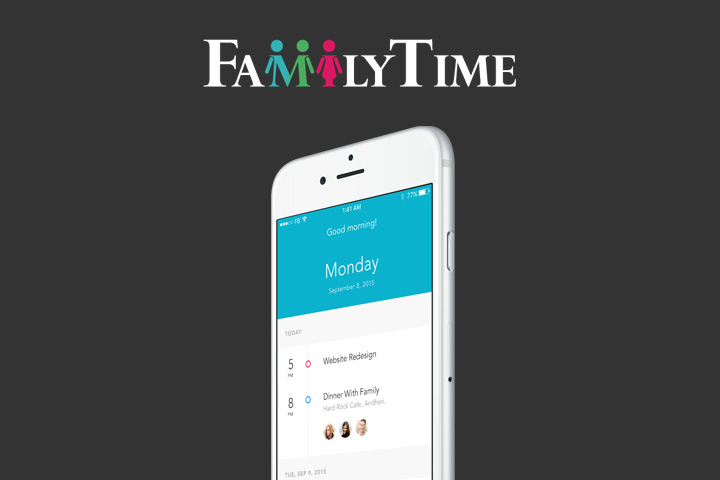 FAMILYTIME
FB
1:41 AM
77%
Good morning!
Monday
September 8, 2015
TODAY
5 PM
Website Redesign
8 PM
Dinner With Family
Hard Rock Cafe, Andheri.
TUE, SEP 9, 2015